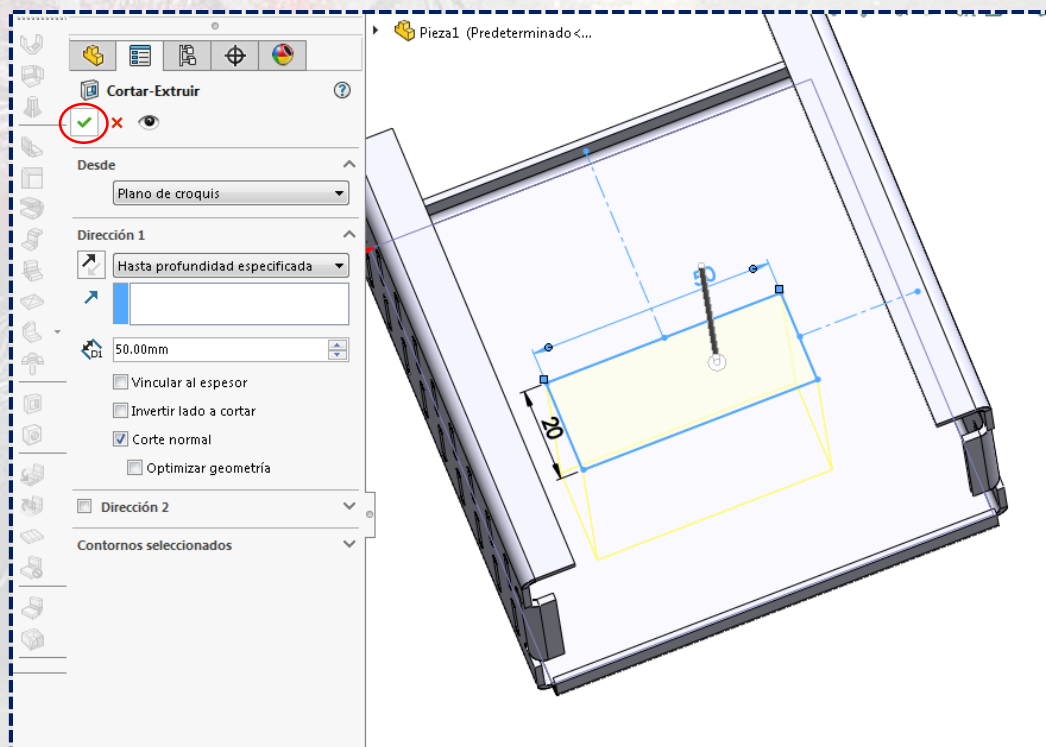 Pieza1 (Predeterminado<...
Cortar-Extruir
Desde
Plano de croquis
Dirección 1
Hasta profundidad especificada
D1
50.00mm
Vincular al espesor
Invertir lado a cortar
Corte normal
Optimizar geometría
Dirección 2
Contornos seleccionados
50
20